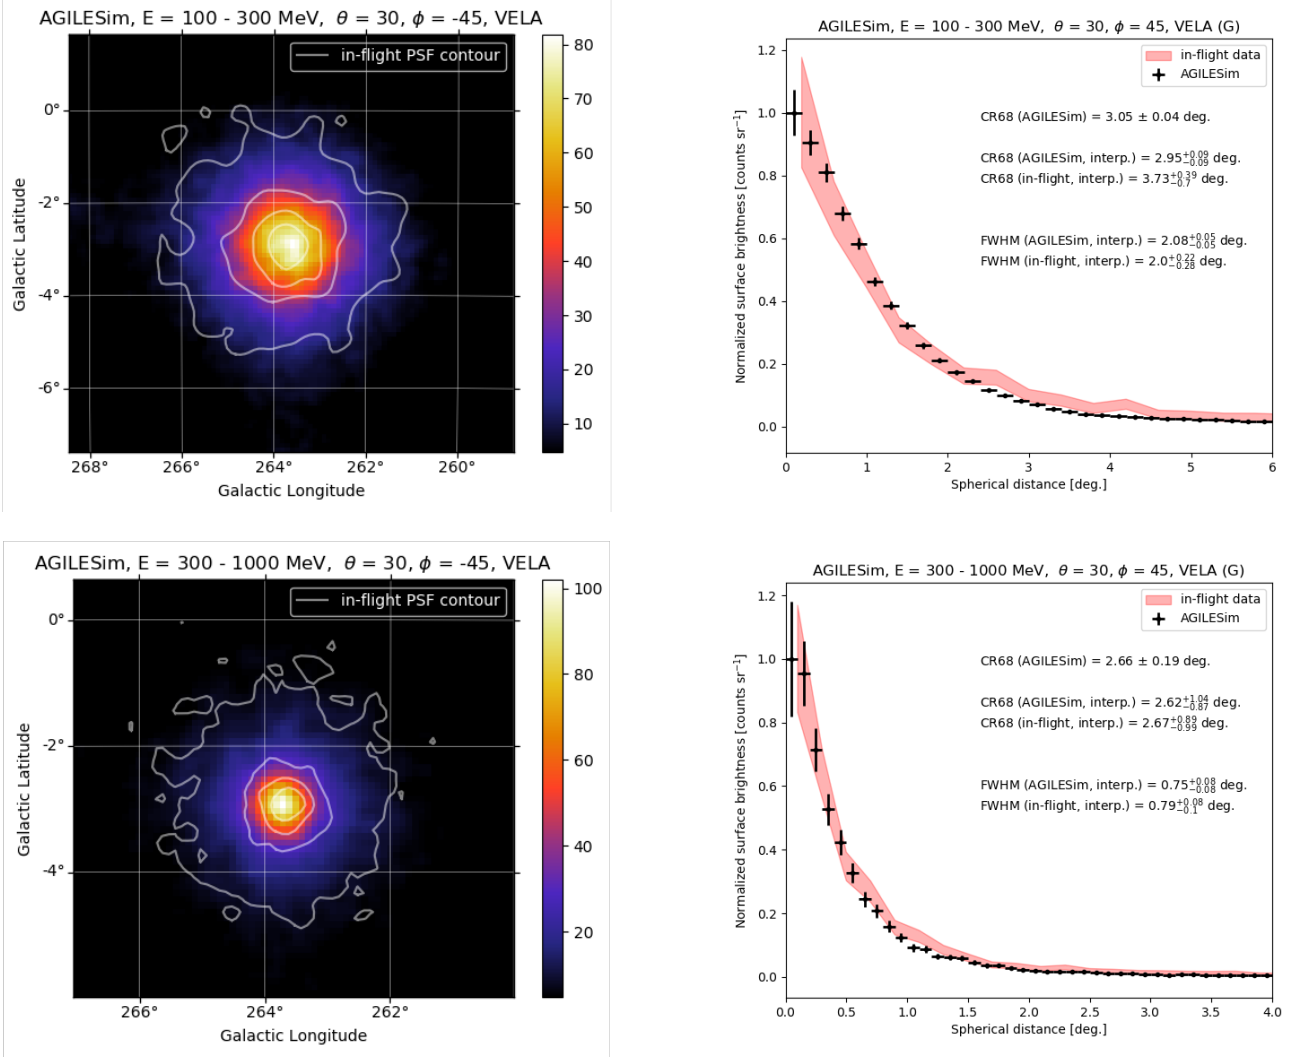 AGILESim, E = 100 - 300 MeV, θ = 30, ϕ = -45, VELA
in-flight PSF contour
0°
-2°
-4°
-6°
Galactic Latitude
268° 266° 264° 262° 260°
Galactic Longitude
80
70
60
50
40
30
20
10
AGILESim, E = 100 - 300 MeV, θ = 30, ϕ = 45, VELA (G)
in-flight data
AGILESim
CR68 (AGILESim) = 3.05 ± 0.04 deg.
CR68 (AGILESim, interp.) = 2.95+0.09−0.09 deg.
CR68 (in-flight, interp.) = 3.73+0.39−0.7 deg.
FWHM (AGILESim, interp.) = 2.08+0.05−0.05 deg.
FWHM (in-flight, interp.) = 2.0+0.22−0.28 deg.
1.2
1.0
0.8
0.6
0.4
0.2
0.0
Normalized surface brightness [counts sr−1]
0 1 2 3 4 5 6
Spherical distance [deg.]
AGILESim, E = 300 - 1000 MeV, θ = 30, ϕ = -45, VELA
in-flight PSF contour
0°
-2°
-4°
Galactic Latitude
266° 264° 262°
Galactic Longitude
100
80
60
40
20
AGILESim, E = 300 - 1000 MeV, θ = 30, ϕ = 45, VELA (G)
in-flight data
AGILESim
CR68 (AGILESim) = 2.66 ± 0.19 deg.
CR68 (AGILESim, interp.) = 2.62+1.04−0.87 deg.
CR68 (in-flight, interp.) = 2.67+0.89−0.99 deg.
FWHM (AGILESim, interp.) = 0.75+0.08−0.08 deg.
FWHM (in-flight, interp.) = 0.79+0.08−0.1 deg.
1.2
1.0
0.8
0.6
0.4
0.2
0.0
Normalized surface brightness [counts sr−1]
0.0 0.5 1.0 1.5 2.0 2.5 3.0 3.5 4.0
Spherical distance [deg.]